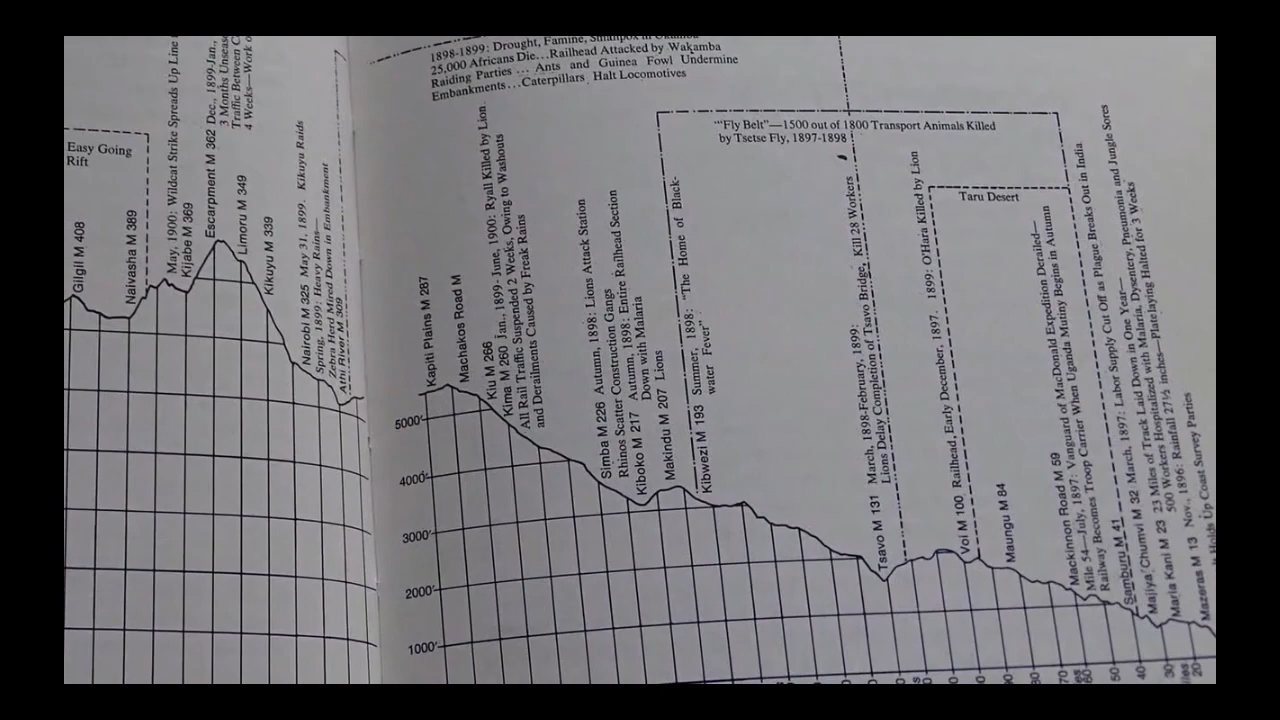 Easy Going
Rift
Gilgil M 408
Naivasha M 389
May, 1900: Wildcat Strike Spreads Up Line
Kijabe M 369
Escarpment M 362 Dec., 1899-Jan.,
3 Months Unseas
Traffic Between C
4 Weeks—Work o
Limoru M 349
Kikuyu M 339
Nairobi M 325 May 31, 1899. Kikuyu Raids
Spring, 1899: Heavy Rains—
Zebra Herd Mired Down in Embankment
Athi River M 309
1898-1899: Drought, Famine, Smallpox in
25,000 Africans Die...Railhead Attacked by Wakamba
Raiding Parties ... Ants and Guinea Fowl Undermine
Embankments...Caterpillars Halt Locomotives
Kapiti Plains M 287
Machakos Road M
Kiu M 266
Kima M 260 Jan., 1899-June, 1900: Ryall Killed by Lion.
All Rail Traffic Suspended 2 Weeks, Owing to Washouts
and Derailments Caused by Freak Rains
Simba M 226 Autumn, 1898: Lions Attack Station
Rhinos Scatter Construction Gangs
Kiboko M 217 Autumn, 1898: Entire Railhead Section
Down with Malaria
Makindu M 207 Lions
Kibwezi M 193 Summer, 1898: "The Home of Black-
water Fever"
""Fly Belt"—1500 out of 1800 Transport Animals Killed
by Tsetse Fly, 1897-1898
Tsavo M 131 March, 1898-February, 1899:
Lions Delay Completion of Tsavo Bridge, Kill 28 Workers
Taru Desert
Voi M 100 Railhead, Early December, 1897. 1899: O'Hara Killed by Lion
Maungu M 84
Mackinnon Road M 59
Mile 54—July, 1897: Vanguard of MacDonald Expedition Derailed—
Railway Becomes Troop Carrier When Uganda Mutiny Begins in Autumn
Samburu M 41 March, 1897: Labor Supply Cut Off as Plague Breaks Out in India
Majiya Chumvi M 32 23 Miles of Track Laid Down in One Year—
500 Workers Hospitalized with Malaria, Dysentery, Pneumonia and Jungle Sores
Maria Kani M 23 Nov., 1896: Rainfall 27½ inches—Platelaying Halted for 3 Weeks
Mazeras M 13
Holds Up Coast Survey Parties
5000'
4000'
3000'
2000'
1000'
80
70
60
50
40
30
20